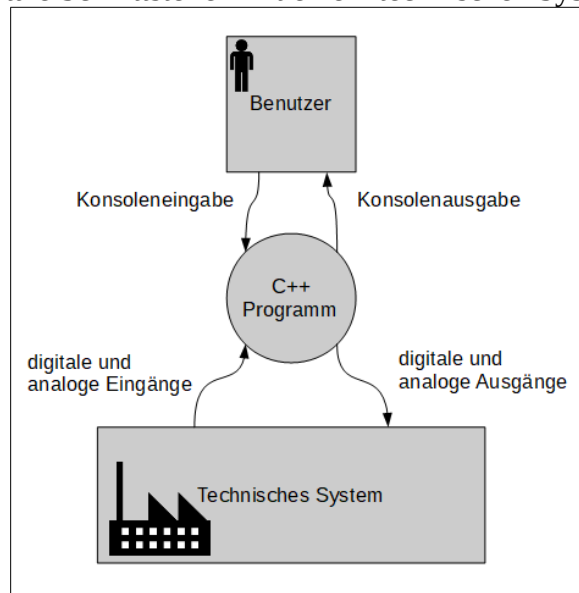 Benutzer
Konsoleneingabe
Konsolenausgabe
C++
Programm
digitale und
analoge Eingänge
digitale und
analoge Ausgänge
Technisches System